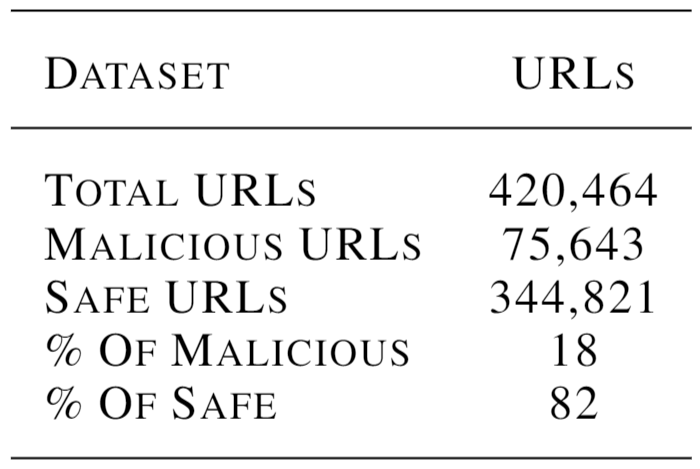 DATASET URLS
TOTAL URLS 420,464
MALICIOUS URLS 75,643
SAFE URLS 344,821
% OF MALICIOUS 18
% OF SAFE 82